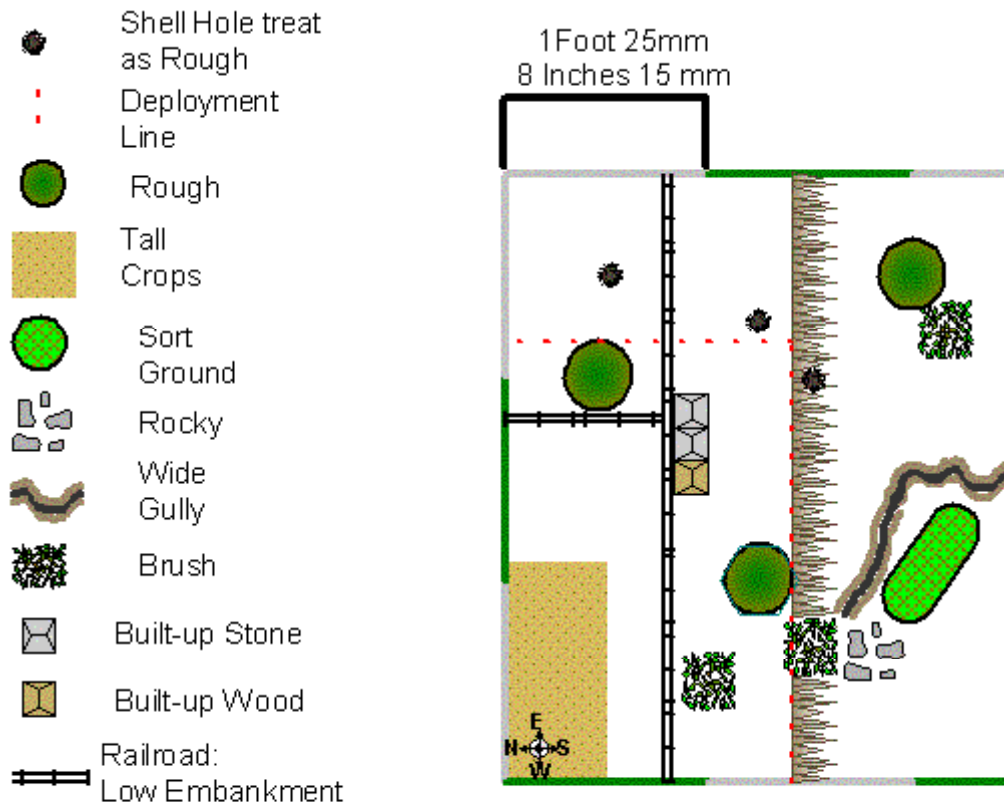 Shell Hole treat
as Rough
Deployment
Line
Rough
Tall
Crops
Sort
Ground
Rocky
Wide
Gully
Brush
Built-up Stone
Built-up Wood
Railroad:
Low Embankment
1Foot 25mm
8 Inches 15 mm
E
N S
W